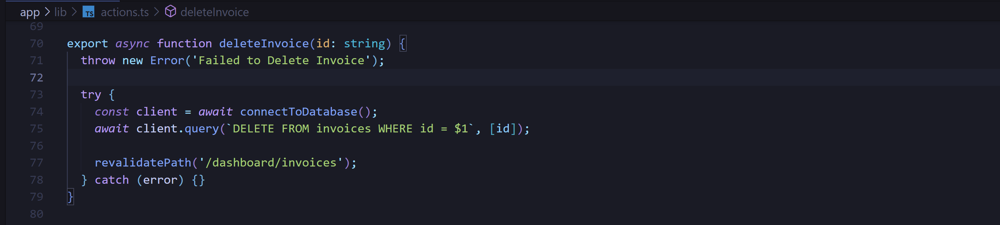 app > lib > TS actions.ts > deleteInvoice
69
70 export async function deleteInvoice(id: string) {
71   throw new Error('Failed to Delete Invoice');
72
73   try {
74     const client = await connectToDatabase();
75     await client.query(`DELETE FROM invoices WHERE id = $1`, [id]);
76
77     revalidatePath('/dashboard/invoices');
78   } catch (error) {}
79 }
80